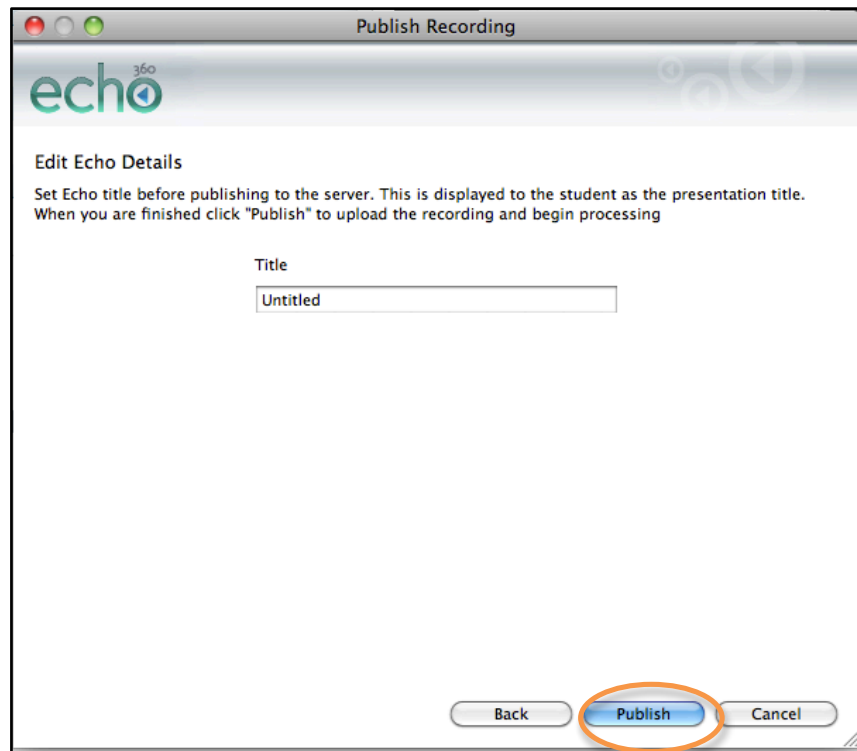 Publish Recording
echo360
Edit Echo Details
Set Echo title before publishing to the server. This is displayed to the student as the presentation title.
When you are finished click "Publish" to upload the recording and begin processing
Title
Untitled
Back Publish Cancel